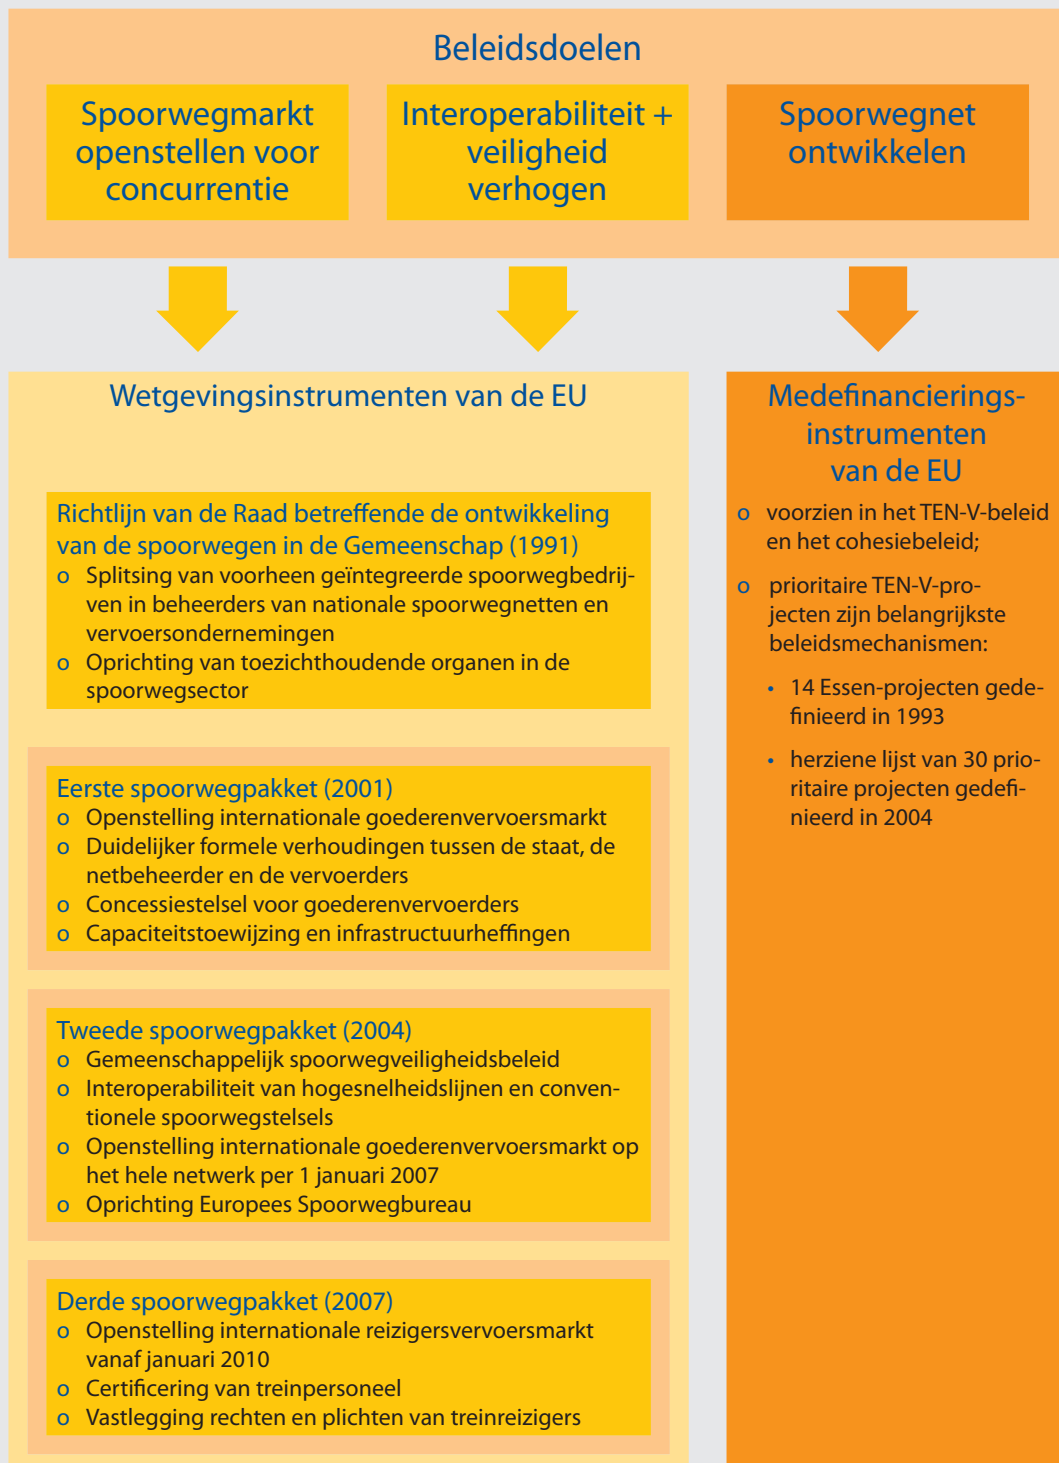 Beleidsdoelen
Spoorwegmarkt
openstellen voor
concurrentie
Interoperabiliteit +
veiligheid
verhogen
Spoorwegnet
ontwikkelen
Wetgevingsinstrumenten van de EU
Richtlijn van de Raad betreffende de ontwikkeling
van de spoorwegen in de Gemeenschap (1991)
o Splitsing van voorheen geïntegreerde spoorwegbedrij-
ven in beheerders van nationale spoorwegnetten en
vervoersondernemingen
o Oprichting van toezichthoudende organen in de
spoorwegsector
Eerste spoorwegpakket (2001)
o Openstelling internationale goederenvervoersmarkt
o Duidelijker formele verhoudingen tussen de staat, de
netbeheerder en de vervoerders
o Concessiestelsel voor goederenvervoerders
o Capaciteitstoewijzing en infrastructuurheffingen
Tweede spoorwegpakket (2004)
o Gemeenschappelijk spoorwegveiligheidsbeleid
o Interoperabiliteit van hogesnelheidslijnen en conven-
tionele spoorwegstelsels
o Openstelling internationale goederenvervoersmarkt op
het hele netwerk per 1 januari 2007
o Oprichting Europees Spoorwegbureau
Derde spoorwegpakket (2007)
o Openstelling internationale reizigersvervoersmarkt
vanaf januari 2010
o Certificering van treinpersoneel
o Vastlegging rechten en plichten van treinreizigers
Medefinancierings-
instrumenten
van de EU
o voorzien in het TEN-V-beleid
en het cohesiebeleid;
o prioritaire TEN-V-pro-
jecten zijn belangrijkste
beleidsmechanismen:
• 14 Essen-projecten gede-
finieerd in 1993
• herziene lijst van 30 prio-
ritaire projecten gedefi-
nieerd in 2004